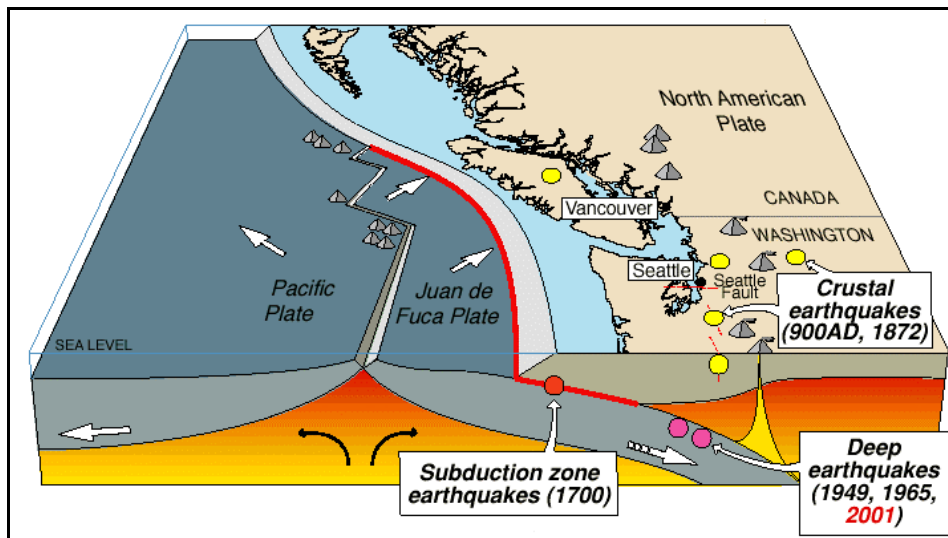 North American
Plate
CANADA
Vancouver
WASHINGTON
Seattle
Seattle
Fault
Crustal
earthquakes
(900AD, 1872)
Pacific
Plate
Juan de
Fuca Plate
SEA LEVEL
Subduction zone
earthquakes (1700)
Deep
earthquakes
(1949, 1965,
2001)